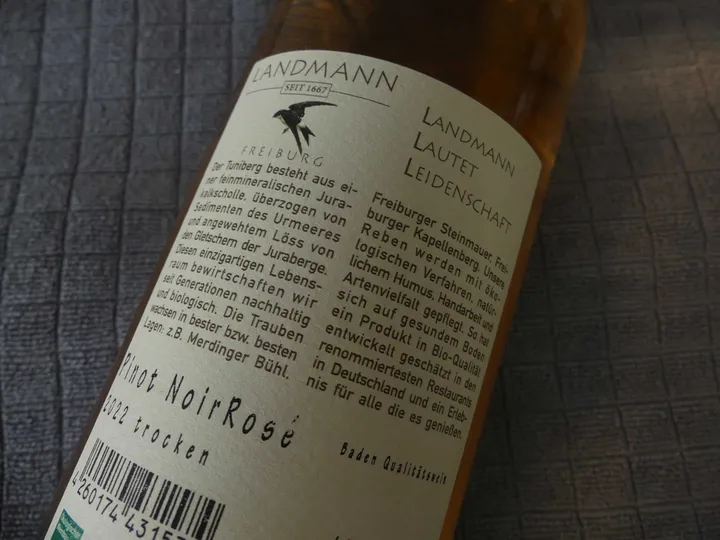 LANDMANN
SEIT 1667
FREIBURG
Der Tuniberg besteht aus ei-
ner feinmineralischen Jura-
kalkscholle, überzogen von
Sedimenten des Urmeeres
und angewehtem Löss von
den Gletschern der Juraberge.
Diesen einzigartigen Lebens-
raum bewirtschaften wir
seit Generationen nachhaltig
und biologisch. Die Trauben
wachsen in bester bzw. besten
Lagen: z.B. Merdinger Bühl.
LANDMANN
LAUTET
LEIDENSCHAFT
Freiburger Steinmauer, Frei-
burger Kapellenberg. Unsere
Reben werden mit öko-
logischen Verfahren, natür-
lichem Humus, Handarbeit und
Artenvielfalt gepflegt. So hat
sich auf gesundem Boden
ein Produkt in Bio-Qualität
entwickelt geschätzt in den
renommiertesten Restaurants
in Deutschland und ein Erleb-
nis für alle die es genießen.
Pinot Noir Rosé
2022 trocken
Baden Qualitätswein
4 260174 4315